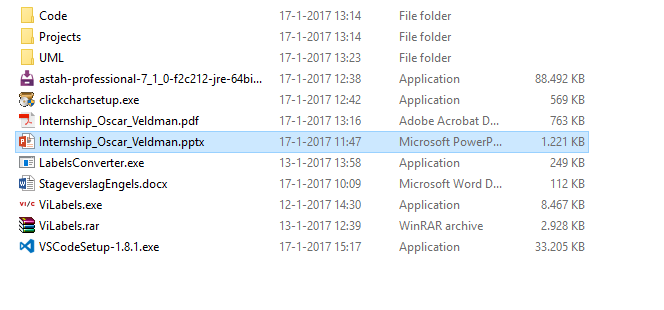 Code 17-1-2017 13:14 File folder
Projects 17-1-2017 13:14 File folder
UML 17-1-2017 13:23 File folder
astah-professional-7_1_0-f2c212-jre-64bi... 17-1-2017 12:38 Application 88.492 KB
clickchartsetup.exe 17-1-2017 12:42 Application 569 KB
Internship_Oscar_Veldman.pdf 17-1-2017 13:16 Adobe Acrobat D... 763 KB
Internship_Oscar_Veldman.pptx 17-1-2017 11:47 Microsoft PowerP... 1.221 KB
LabelsConverter.exe 13-1-2017 13:58 Application 249 KB
StageverslagEngels.docx 17-1-2017 10:09 Microsoft Word D... 112 KB
VI/C ViLabels.exe 12-1-2017 14:30 Application 8.467 KB
ViLabels.rar 13-1-2017 12:39 WinRAR archive 2.928 KB
VSCodeSetup-1.8.1.exe 17-1-2017 15:17 Application 33.205 KB